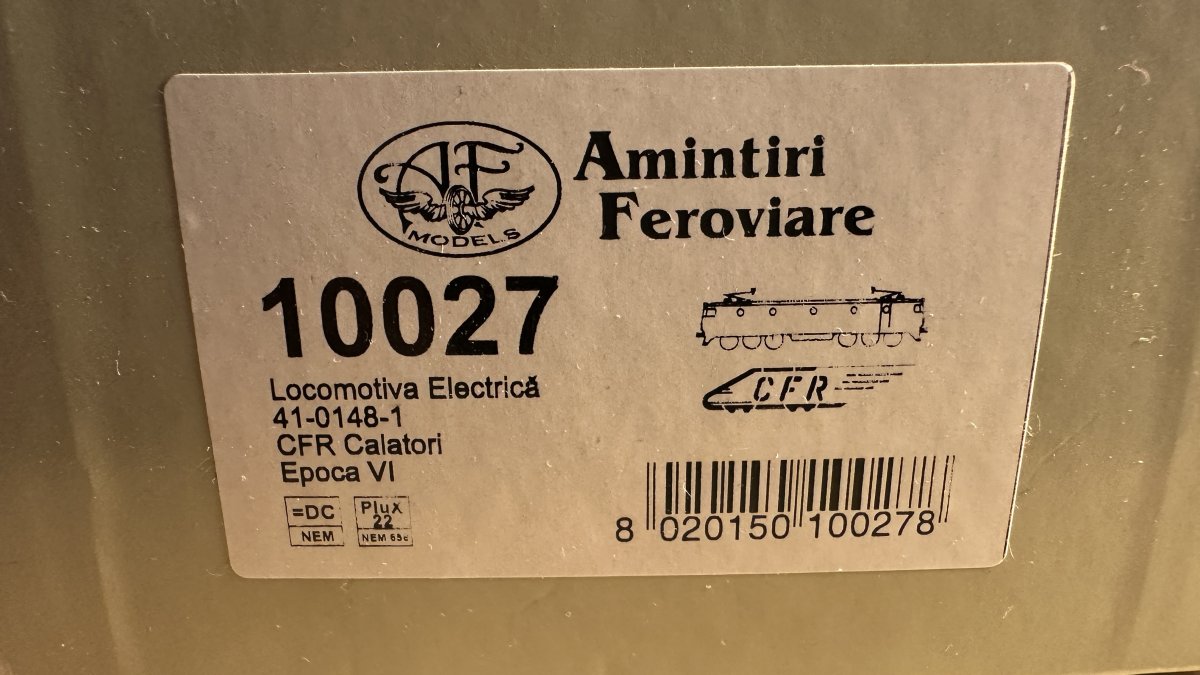 AF
MODELS
Amintiri
Feroviare
10027
Locomotiva Electrică
41-0148-1
CFR Calatori
Epoca VI
=DC
NEM
PluX
22
NEM 658
CFR
8 020150 100278